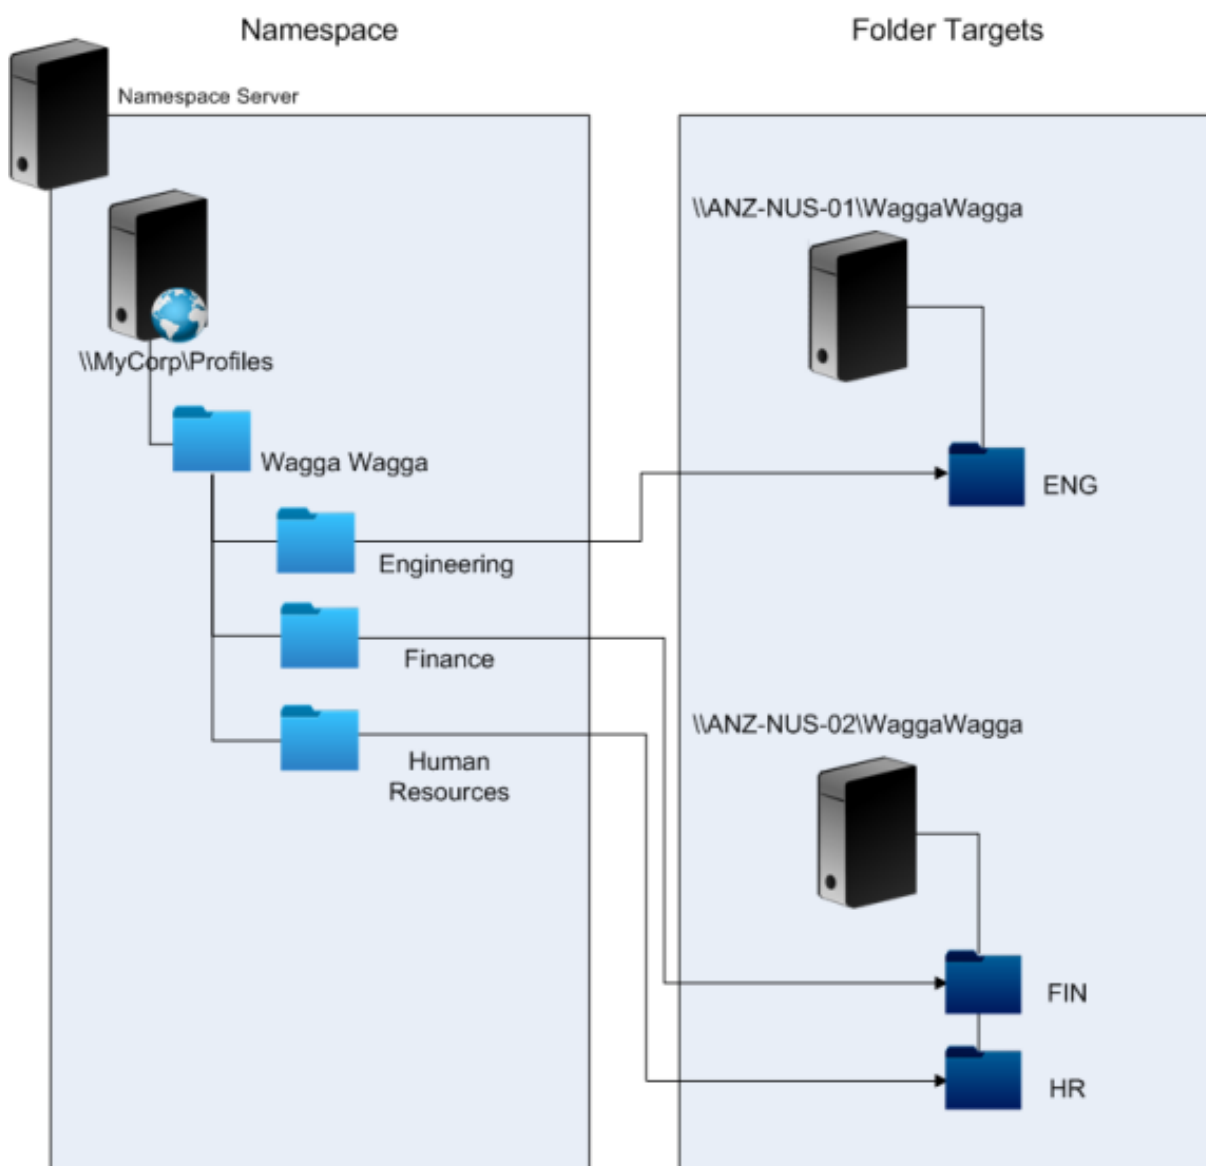 Namespace
Folder Targets
Namespace Server
\\MyCorp\Profiles
Wagga Wagga
Engineering
Finance
Human
Resources
\\ANZ-NUS-01\WaggaWagga
ENG
\\ANZ-NUS-02\WaggaWagga
FIN
HR